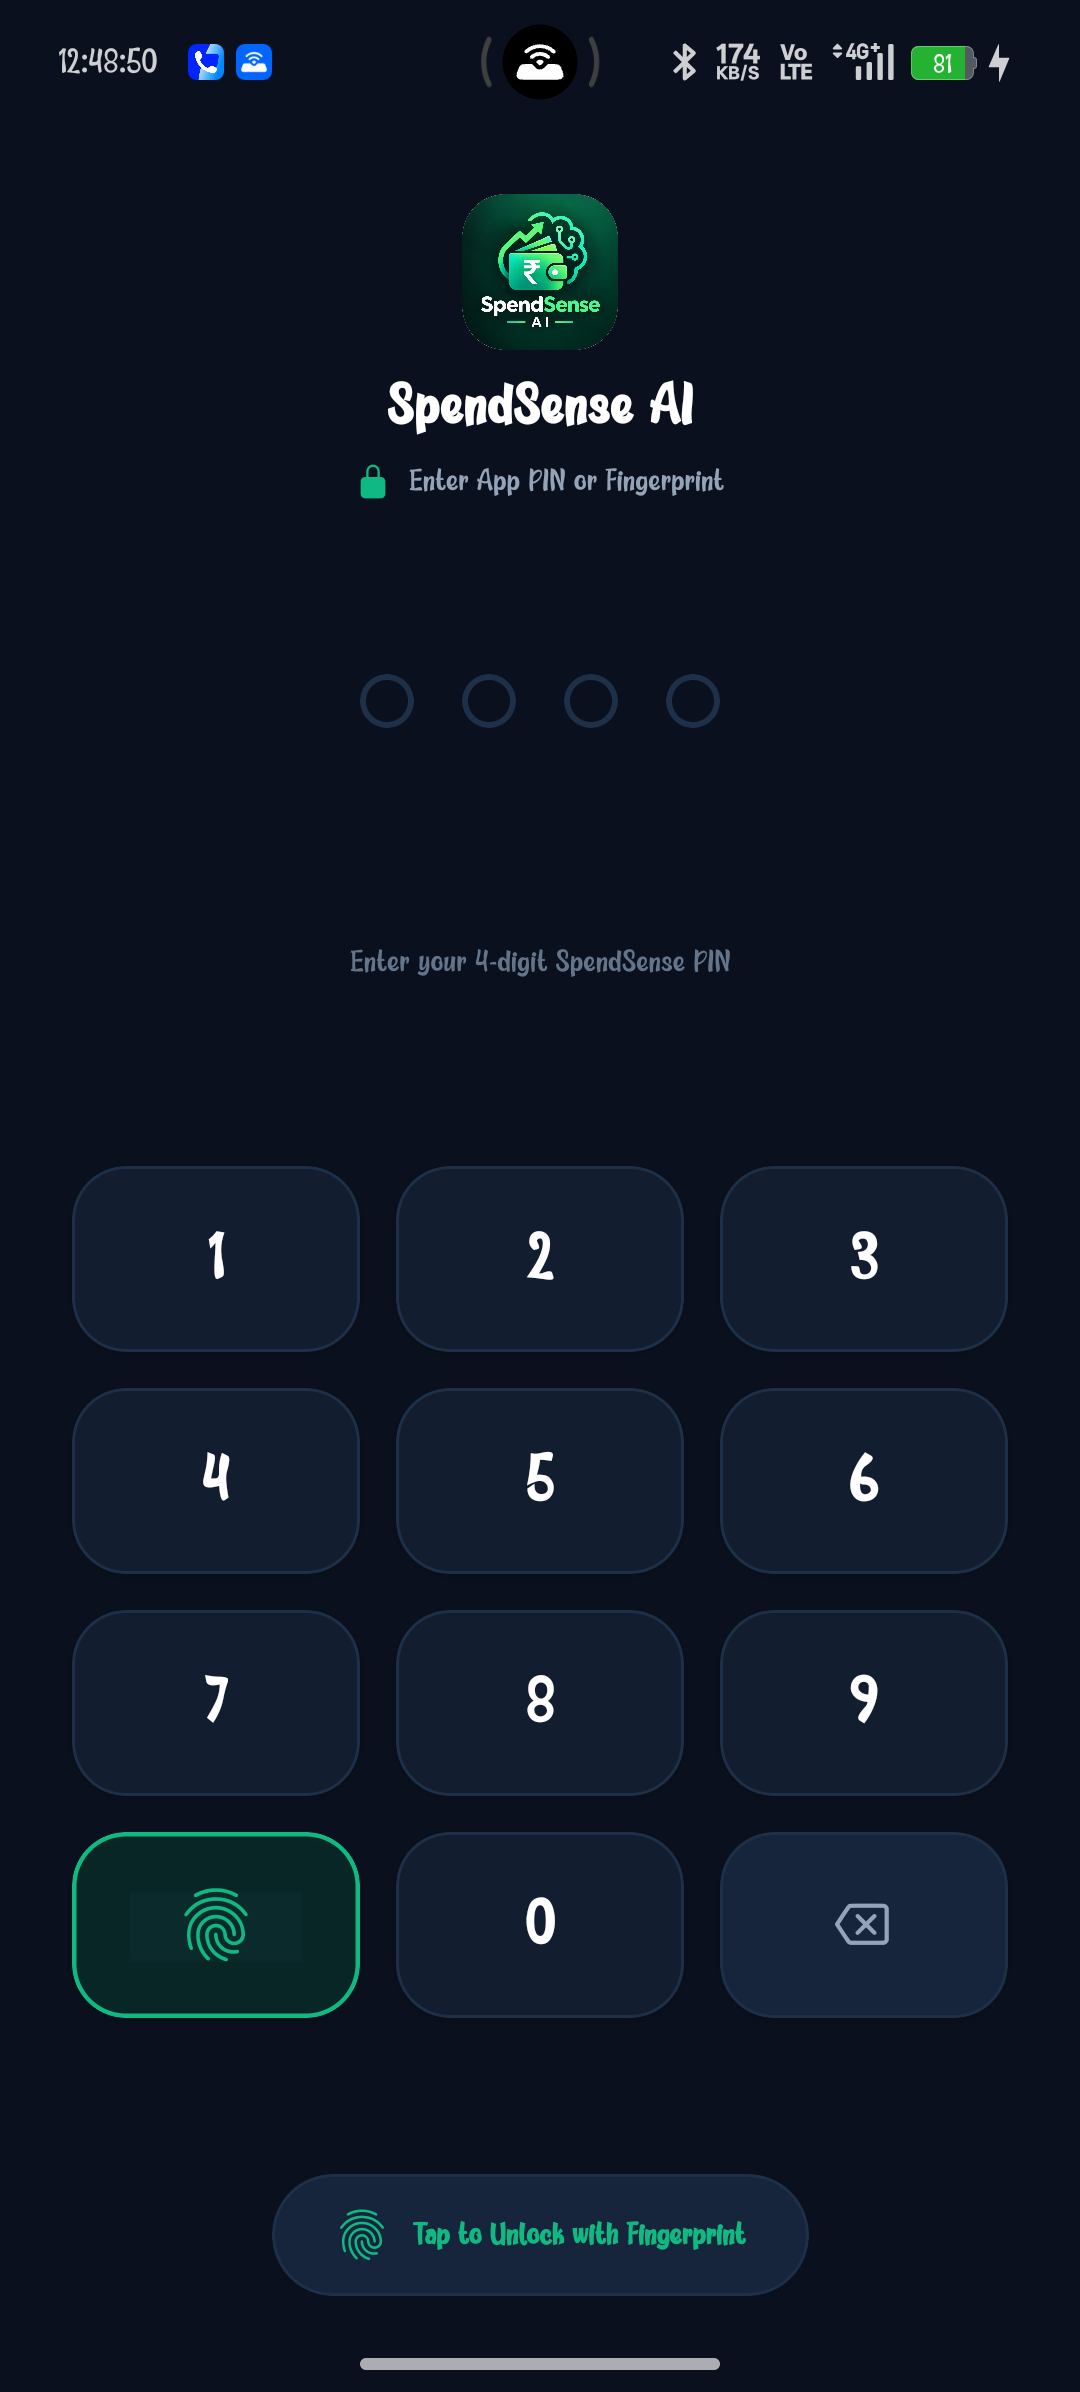 12:48:50 174 KB/S Vo LTE 4G+ 81
₹
SpendSense
AI
SpendSense AI
Enter App PIN or Fingerprint
Enter your 4-digit SpendSense PIN
1 2 3
4 5 6
7 8 9
0
Tap to Unlock with Fingerprint